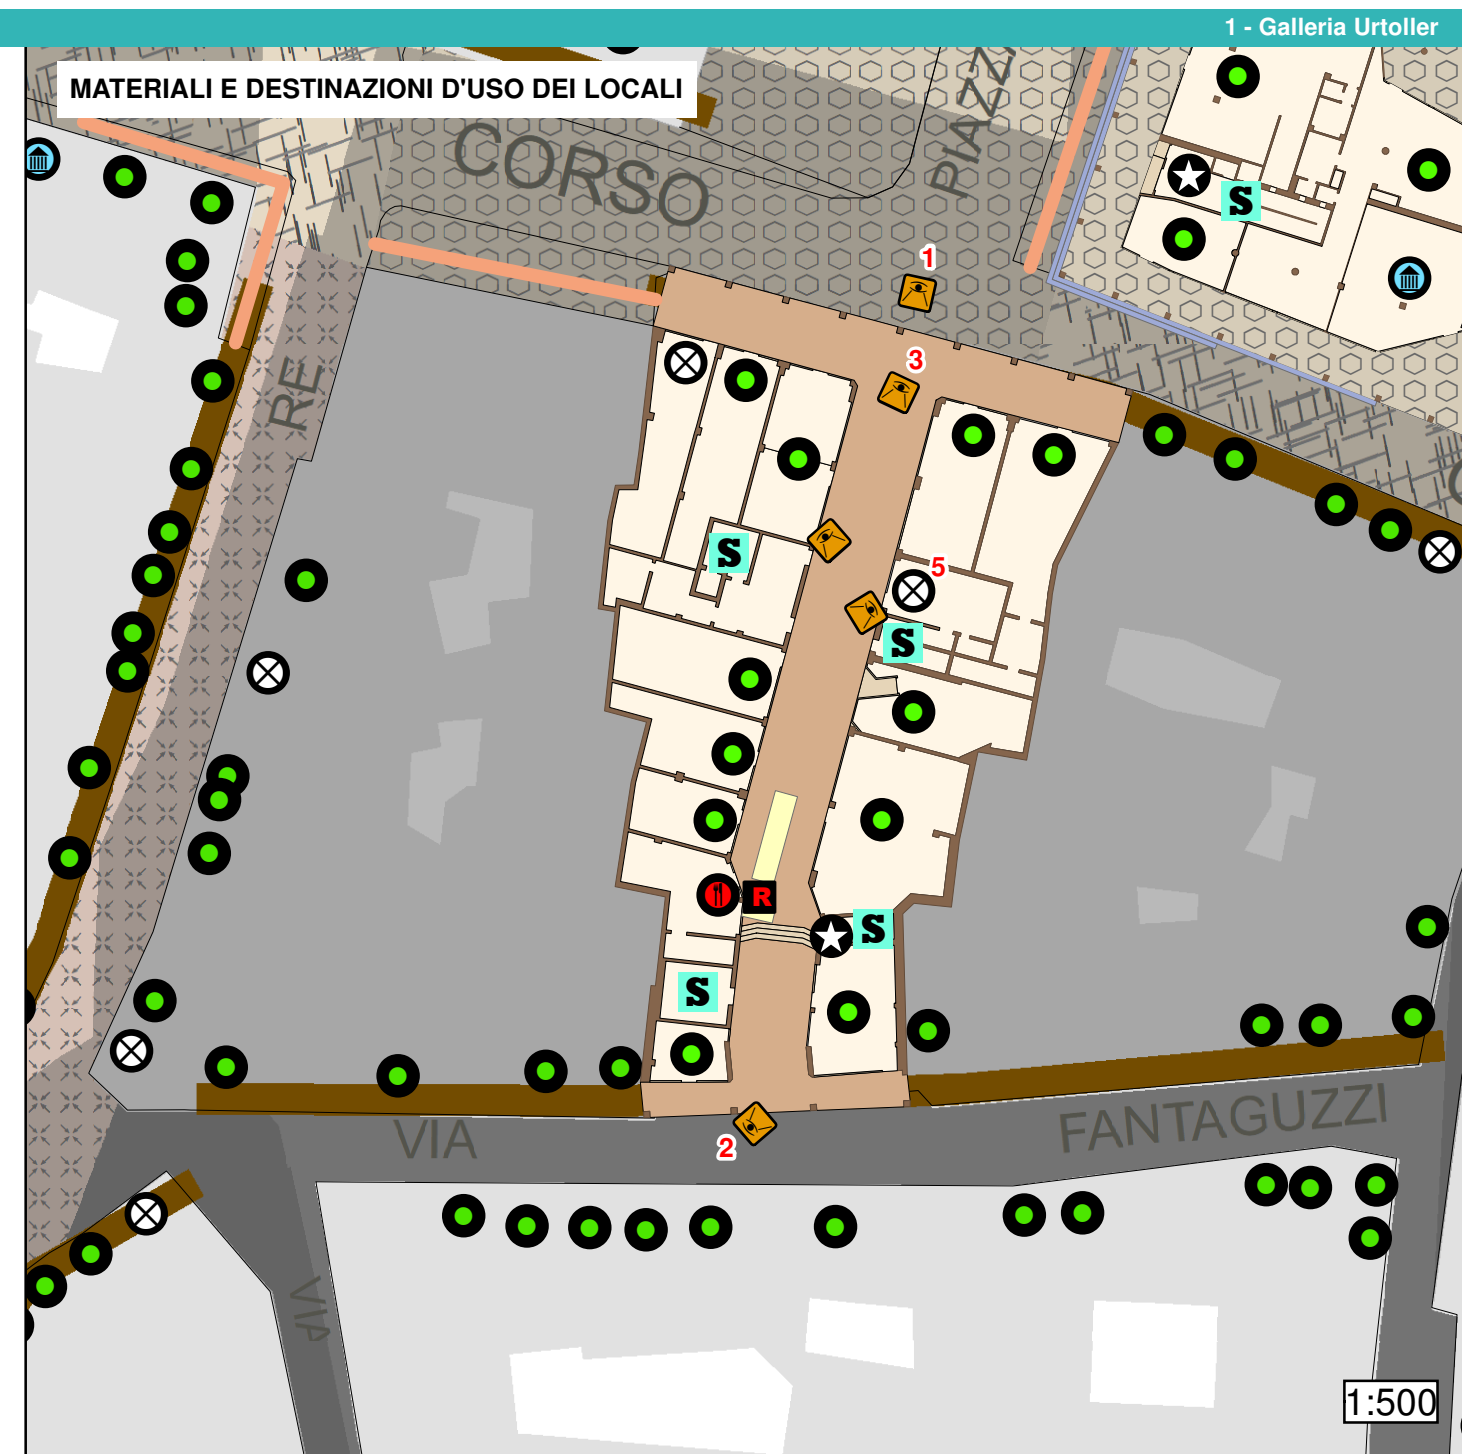 1 - Galleria Urtoller
MATERIALI E DESTINAZIONI D'USO DEI LOCALI
CORSO
PIAZZ
RE
1
3
S
S
5
S
R
S
S
2
VIA
FANTAGUZZI
VIA
1:500